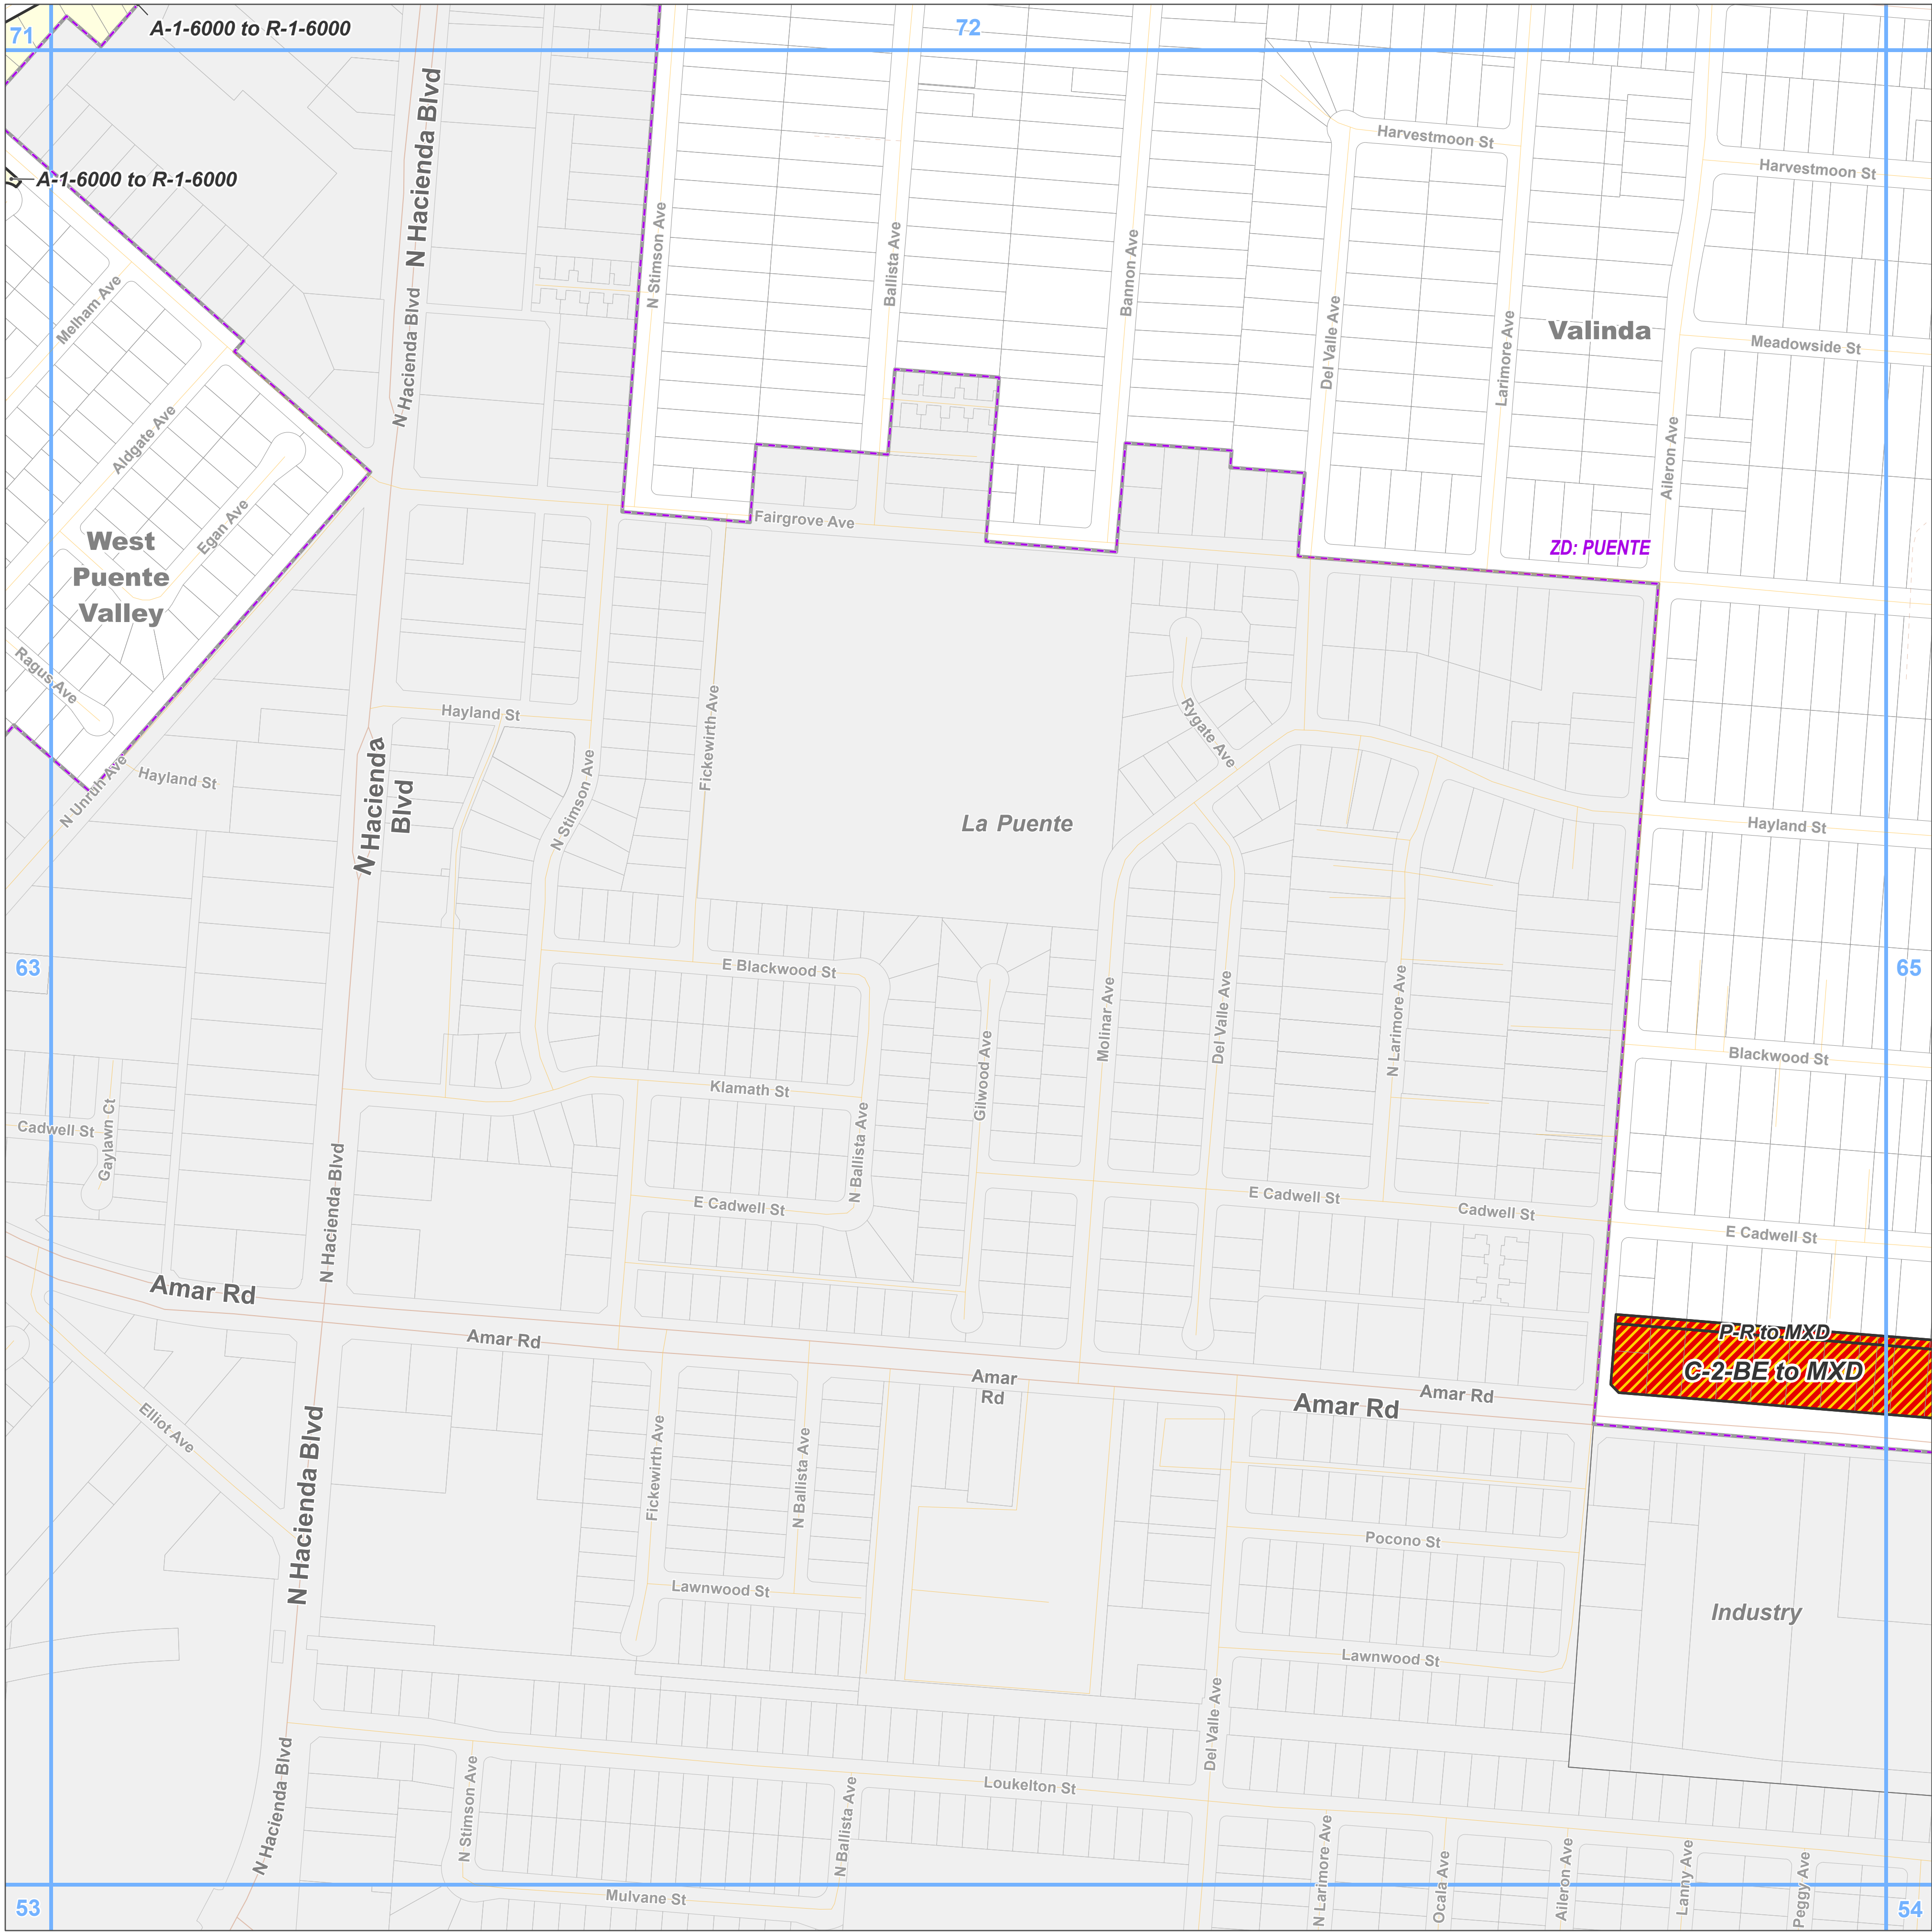 71
A-1-6000 to R-1-6000
72
N Hacienda Blvd
Harvestmoon St
Harvestmoon St
A-1-6000 to R-1-6000
N Stimson Ave
Ballista Ave
Bannon Ave
Melham Ave
N Hacienda Blvd
Del Valle Ave
Larimore Ave
Valinda
Meadowside St
Aldgate Ave
Aileron Ave
Egan Ave
Fairgrove Ave
West
Puente
Valley
ZD: PUENTE
Ragus Ave
Hayland St
Fickewirth Ave
Rygate Ave
N Unruh Ave
Hayland St
N Hacienda
Blvd
N Stimson Ave
La Puente
Hayland St
63
E Blackwood St
65
Molinar Ave
Del Valle Ave
N Larimore Ave
Gilwood Ave
Blackwood St
Klamath St
Cadwell St
Gaylawn Ct
N Ballista Ave
N Hacienda Blvd
E Cadwell St
E Cadwell St
Cadwell St
E Cadwell St
Amar Rd
Amar Rd
P-R to MXD
C-2-BE to MXD
Amar
Rd
Amar Rd
Amar Rd
Elliot Ave
N Hacienda Blvd
Fickewirth Ave
N Ballista Ave
Pocono St
Lawnwood St
Industry
Lawnwood St
Del Valle Ave
N Hacienda Blvd
N Stimson Ave
N Ballista Ave
Loukelton St
N Larimore Ave
Ocala Ave
Aileron Ave
Lanny Ave
Peggy Ave
Mulvane St
53
54